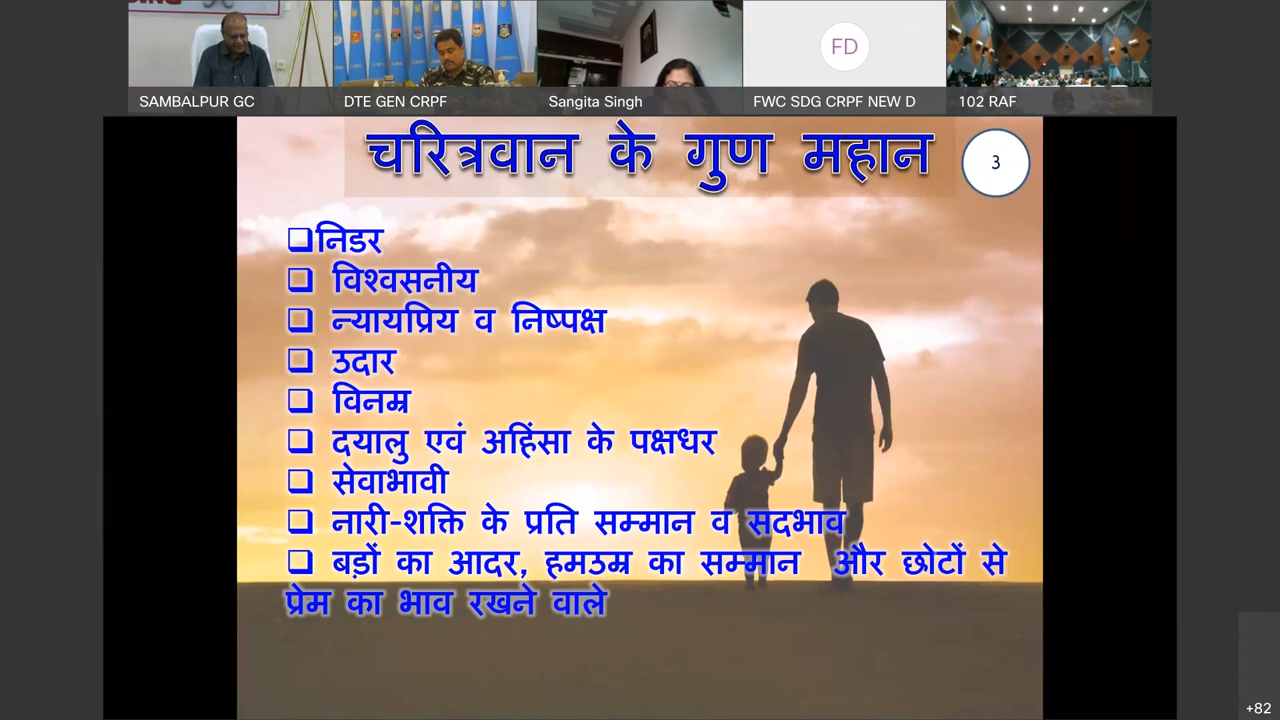 SAMBALPUR GC
DTE GEN CRPF
Sangita Singh
FD
FWC SDG CRPF NEW D
102 RAF
चरित्रवान के गुण महान
3
निडर
विश्वसनीय
न्यायप्रिय व निष्पक्ष
उदार
विनम्र
दयालु एवं अहिंसा के पक्षधर
सेवाभावी
नारी-शक्ति के प्रति सम्मान व सदभाव
बड़ों का आदर, हमउम्र का सम्मान और छोटों से
प्रेम का भाव रखने वाले
+82